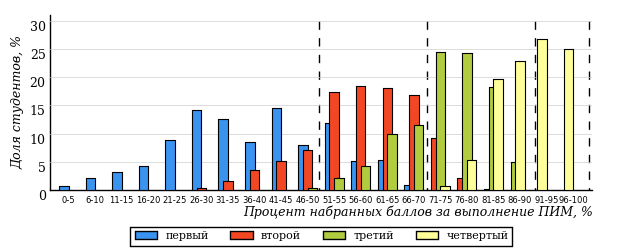 Доля студентов, %
30
25
20
15
10
5
0
0-5 6-10 11-15 16-20 21-25 26-30 31-35 36-40 41-45 46-50 51-55 56-60 61-65 66-70 71-75 76-80 81-85 86-90 91-95 96-100
Процент набранных баллов за выполнение ПИМ, %
первый второй третий четвертый